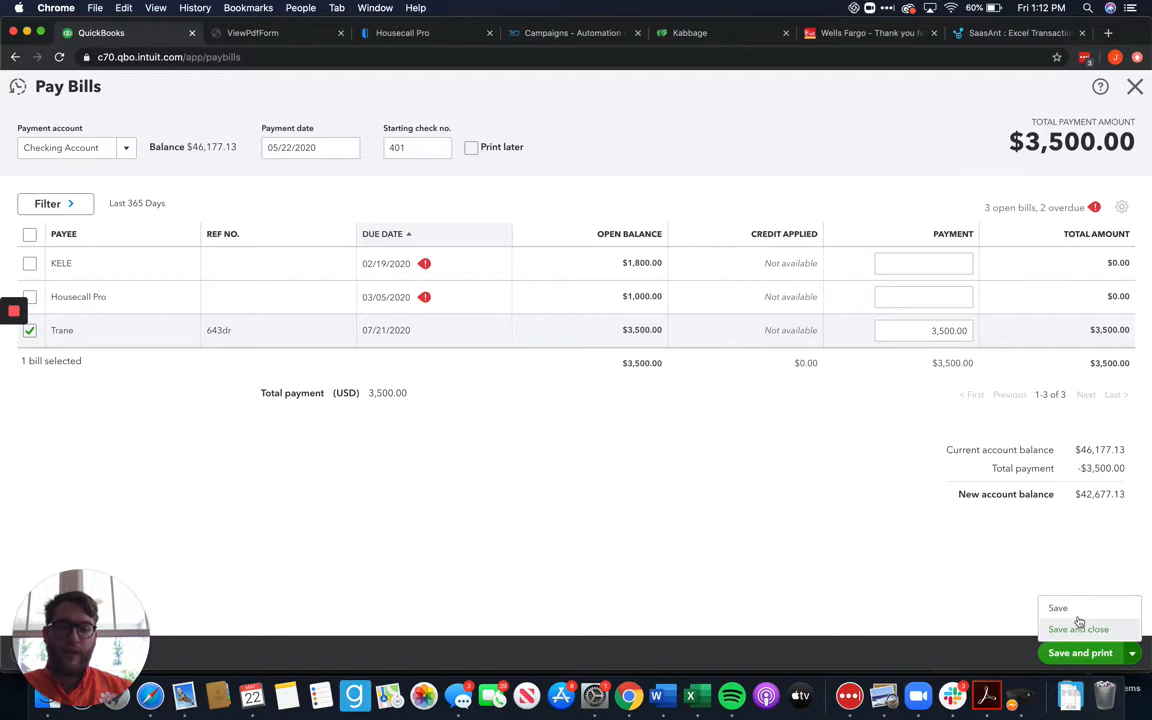 Chrome File Edit View History Bookmarks People Tab Window Help 60% Fri 1:12 PM
QuickBooks ViewPdfForm Housecall Pro Campaigns - Automation - Kabbage Wells Fargo - Thank you f SaasAnt : Excel Transactio
c70.qbo.intuit.com/app/paybills
Pay Bills
Payment account Payment date Starting check no. TOTAL PAYMENT AMOUNT
Checking Account Balance $46,177.13 05/22/2020 401 Print later $3,500.00
Filter Last 365 Days 3 open bills, 2 overdue
PAYEE REF NO. DUE DATE OPEN BALANCE CREDIT APPLIED PAYMENT TOTAL AMOUNT
KELE 02/19/2020 $1,800.00 Not available $0.00
Housecall Pro 03/05/2020 $1,000.00 Not available $0.00
Trane 643dr 07/21/2020 $3,500.00 Not available 3,500.00 $3,500.00
1 bill selected $3,500.00 $0.00 $3,500.00 $3,500.00
Total payment (USD) 3,500.00 < First Previous 1-3 of 3 Next Last >
Current account balance $46,177.13
Total payment -$3,500.00
New account balance $42,677.13
Save
Save and close
Save and print
22